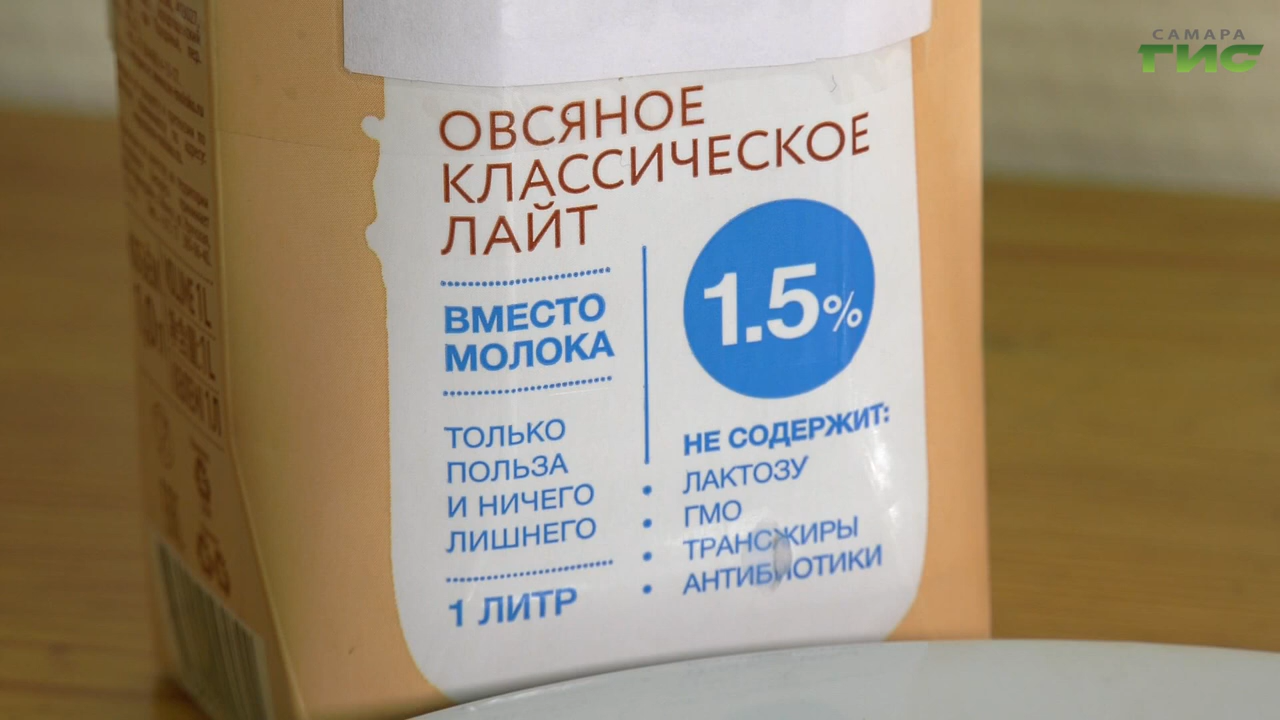 САМАРА
ГИС
ОВСЯНОЕ
КЛАССИЧЕСКОЕ
ЛАЙТ
ВМЕСТО
МОЛОКА
ТОЛЬКО
ПОЛЬЗА
И НИЧЕГО
ЛИШНЕГО
1 ЛИТР
1.5%
НЕ СОДЕРЖИТ:
• ЛАКТОЗУ
• ГМО
• ТРАНСЖИРЫ
• АНТИБИОТИКИ